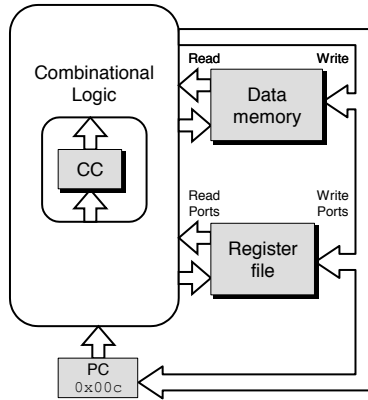 Read
Write
Combinational
Logic
Data
memory
CC
Read
Ports
Write
Ports
Register
file
PC
0x00c